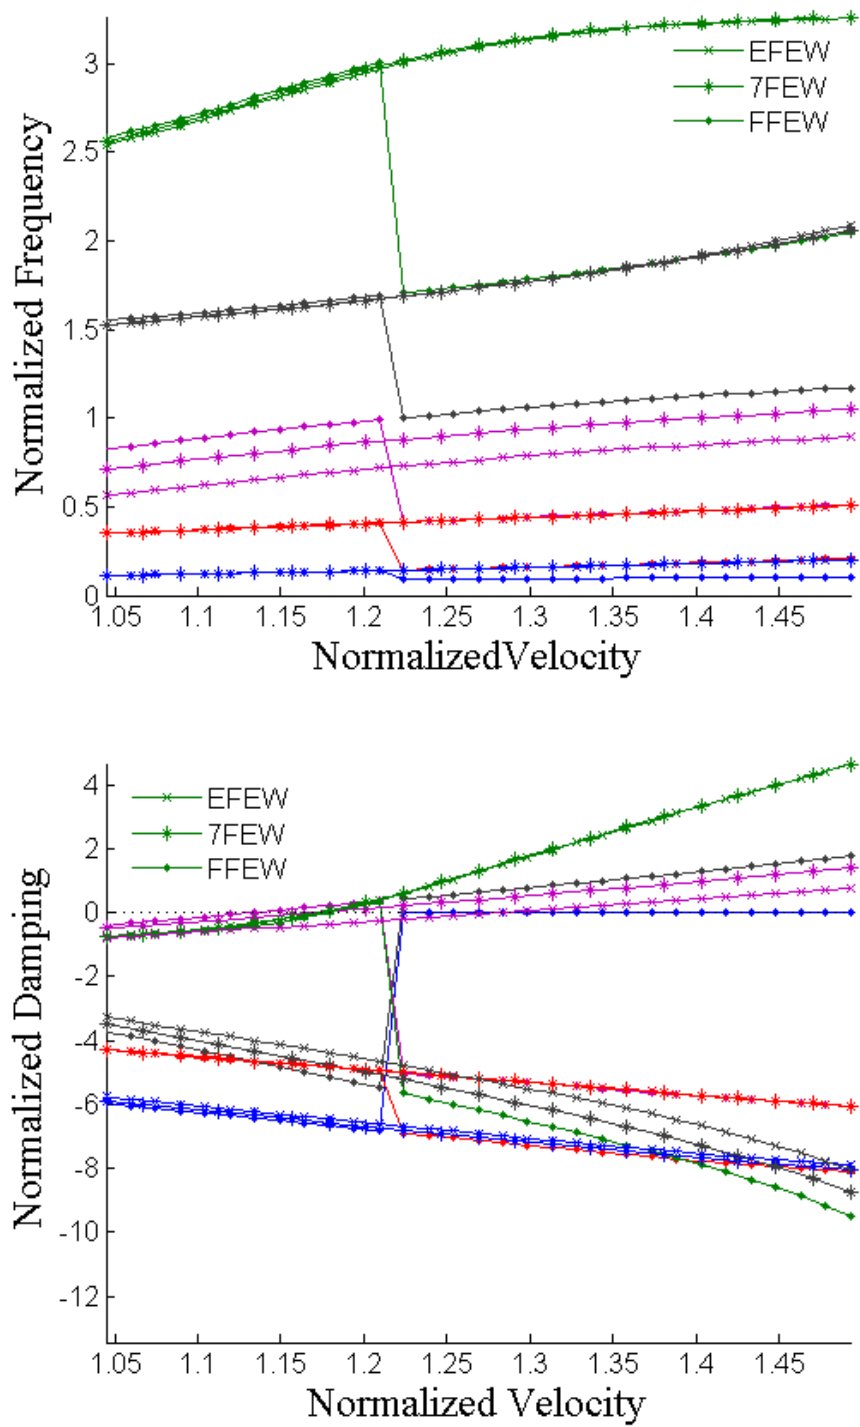 Normalized Frequency
3
2.5
2
1.5
1
0.5
0
EFEW
7FEW
FFEW
1.05 1.1 1.15 1.2 1.25 1.3 1.35 1.4 1.45
NormalizedVelocity
Normalized Damping
4
2
0
-2
-4
-6
-8
-10
-12
EFEW
7FEW
FFEW
1.05 1.1 1.15 1.2 1.25 1.3 1.35 1.4 1.45
Normalized Velocity